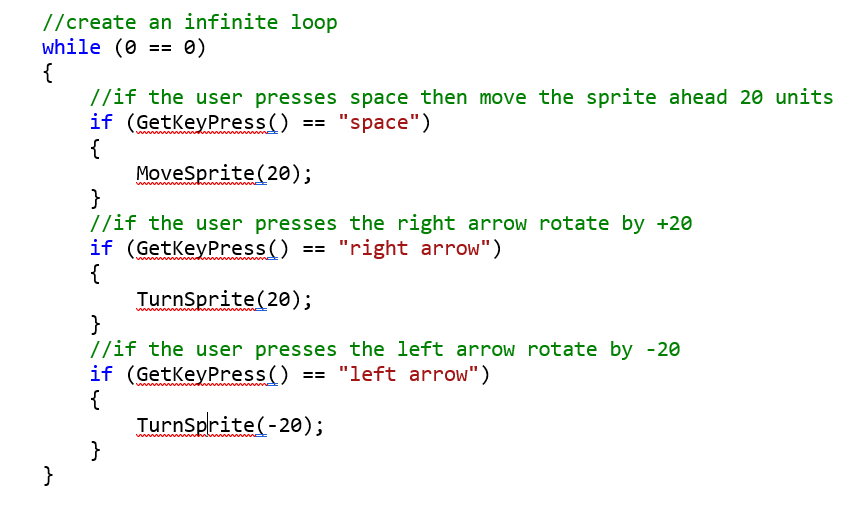 //create an infinite loop
while (0 == 0)
{
//if the user presses space then move the sprite ahead 20 units
if (GetKeyPress() == "space")
{
MoveSprite(20);
}
//if the user presses the right arrow rotate by +20
if (GetKeyPress() == "right arrow")
{
TurnSprite(20);
}
//if the user presses the left arrow rotate by -20
if (GetKeyPress() == "left arrow")
{
TurnSprite(-20);
}
}